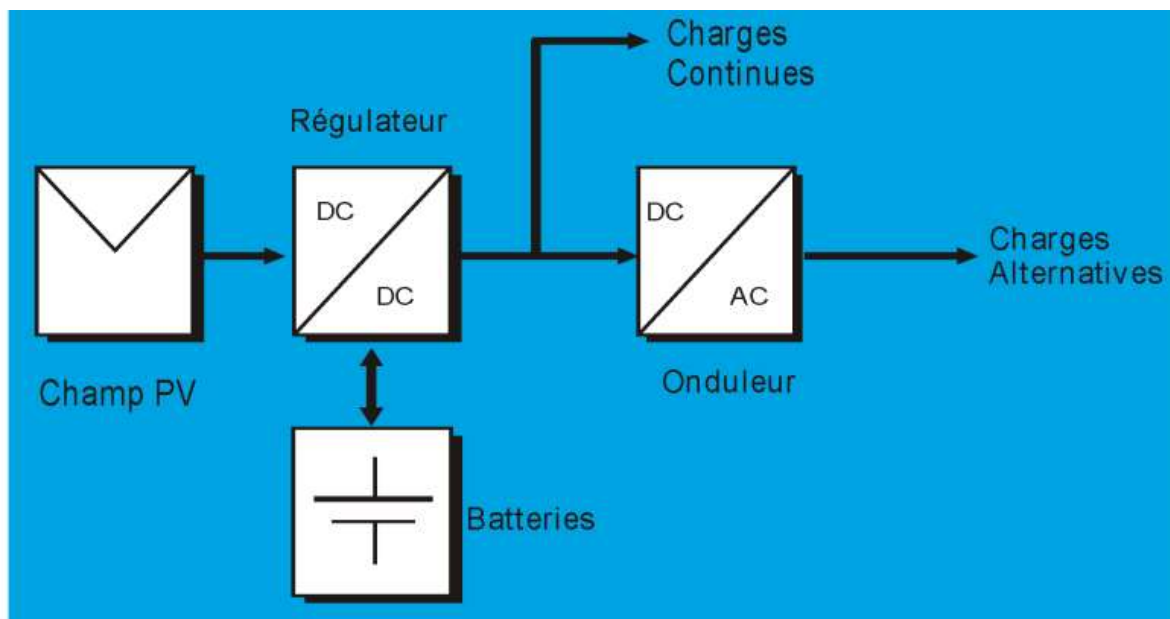 Charges
Continues
Régulateur
DC
DC
DC
AC
Charges
Alternatives
Champ PV
Onduleur
Batteries